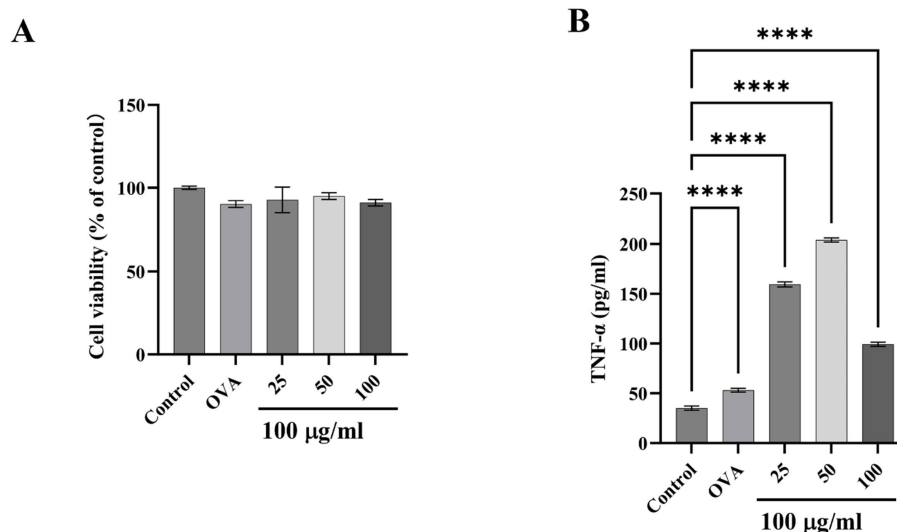 A
Cell viability (% of control)
150
100
50
0
Control
OVA
25
50
100
100 μg/ml
B
****
****
****
****
TNF-α (pg/ml)
250
200
150
100
50
0
Control
OVA
25
50
100
100 μg/ml